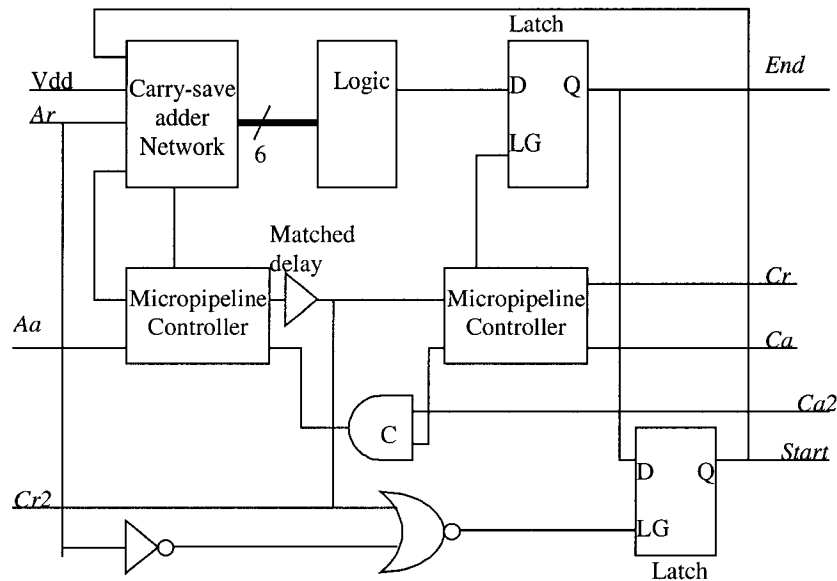 Latch
End
Vdd
Ar
Carry-save
adder
Network
6
Logic
D
Q
LG
Matched
delay
Micropipeline
Controller
Micropipeline
Controller
Cr
Aa
Ca
Ca2
C
Start
D
Q
Cr2
LG
Latch